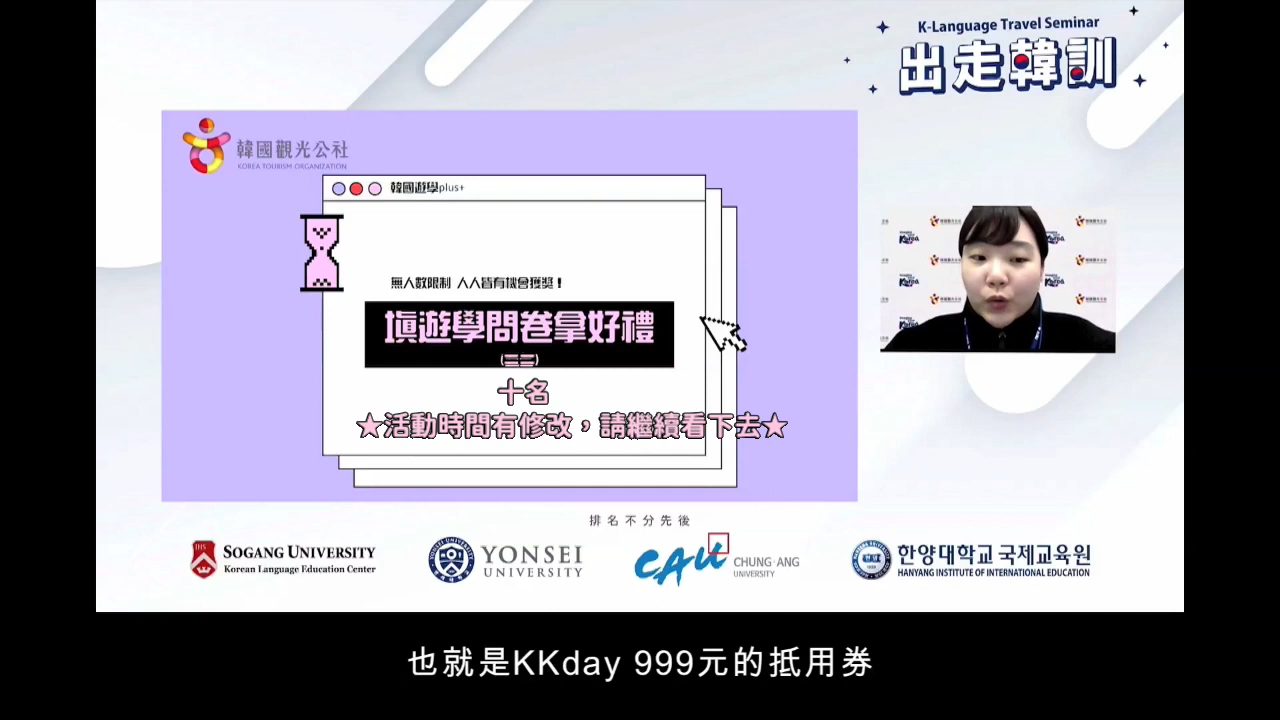 K-Language Travel Seminar
出走韓訓
韓國觀光公社
KOREA TOURISM ORGANIZATION
韓國遊學plus+
無人數限制 人人皆有機會獲獎！
填遊學問卷拿好禮
(三三)
十名
★活動時間有修改，請繼續看下去★
排名不分先後
IHS
SOGANG UNIVERSITY
Korean Language Education Center
YONSEI
UNIVERSITY
CAU
CHUNG-ANG
UNIVERSITY
한양대학교 국제교육원
HANYANG INSTITUTE OF INTERNATIONAL EDUCATION
也就是KKday 999元的抵用券